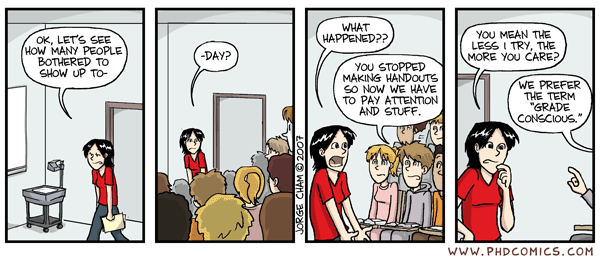 OK, LET'S SEE
HOW MANY PEOPLE
BOTHERED TO
SHOW UP TO-
-DAY?
JORGE CHAM © 2007
WHAT
HAPPENED??
YOU STOPPED
MAKING HANDOUTS
SO NOW WE HAVE
TO PAY ATTENTION
AND STUFF.
YOU MEAN THE
LESS I TRY, THE
MORE YOU CARE?
WE PREFER
THE TERM
"GRADE
CONSCIOUS."
WWW.PHDCOMICS.COM